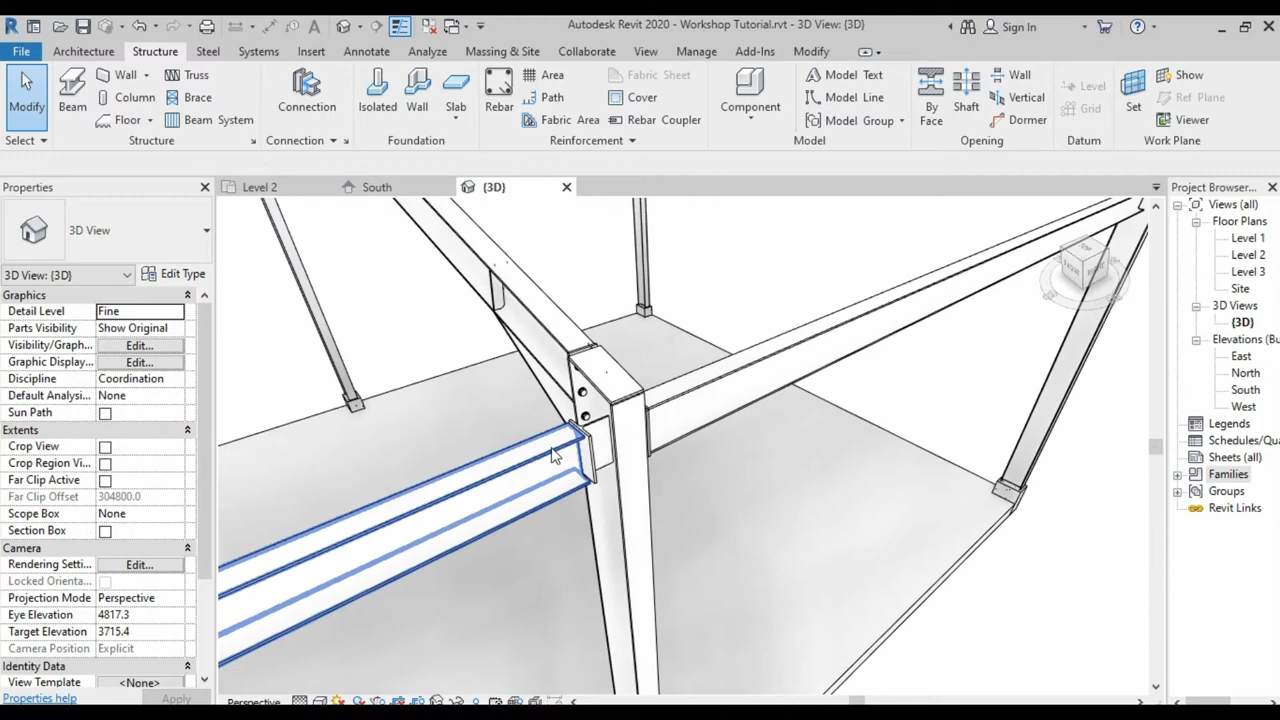 Autodesk Revit 2020 - Workshop Tutorial.rvt - 3D View: {3D}
Sign In
File Architecture Structure Steel Systems Insert Annotate Analyze Massing & Site Collaborate View Manage Add-Ins Modify
Modify
Beam
Wall
Column
Floor
Truss
Brace
Beam System
Connection
Isolated
Wall
Slab
Rebar
Area
Path
Fabric Area
Fabric Sheet
Cover
Rebar Coupler
Component
Model Text
Model Line
Model Group
By Face
Shaft
Wall
Vertical
Dormer
Level
Grid
Set
Show
Ref Plane
Viewer
Select Structure Connection Foundation Reinforcement Model Opening Datum Work Plane
Properties
3D View
3D View: {3D}
Edit Type
Graphics
Detail Level Fine
Parts Visibility Show Original
Visibility/Graph... Edit...
Graphic Display... Edit...
Discipline Coordination
Default Analysi... None
Sun Path
Extents
Crop View
Crop Region Vi...
Far Clip Active
Far Clip Offset 304800.0
Scope Box None
Section Box
Camera
Rendering Setti... Edit...
Locked Orienta...
Projection Mode Perspective
Eye Elevation 4817.3
Target Elevation 3715.4
Camera Position Explicit
Identity Data
View Template <None>
Properties help Apply
Level 2 South {3D}
TOP
FRONT
RIGHT
Perspective
Project Browser...
Views (all)
Floor Plans
Level 1
Level 2
Level 3
Site
3D Views
{3D}
Elevations (Bu
East
North
South
West
Legends
Schedules/Qu
Sheets (all)
Families
Groups
Revit Links